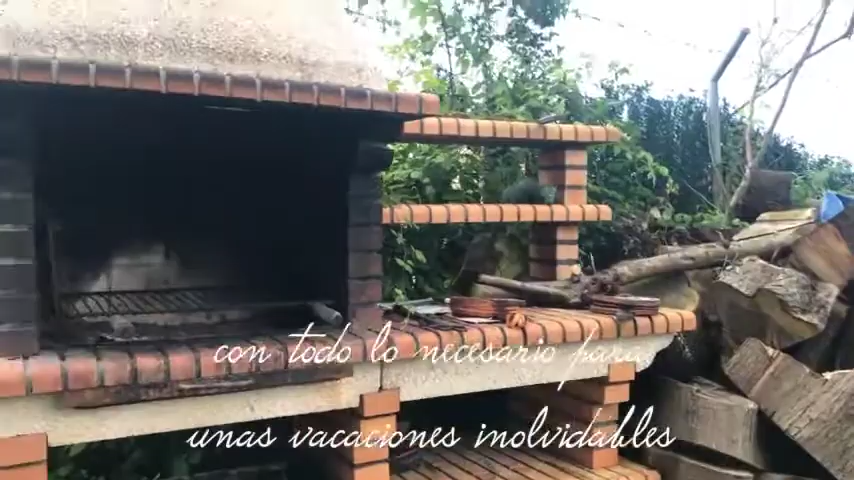 con todo lo necesario para
unas vacaciones inolvidables